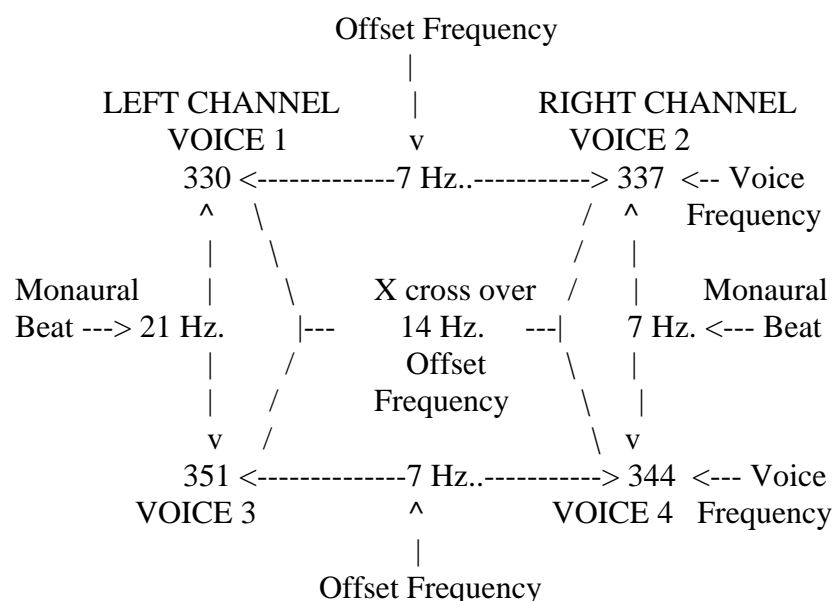 Offset Frequency
|
LEFT CHANNEL | RIGHT CHANNEL
VOICE 1 v VOICE 2
330 <-------------7 Hz..-----------> 337 <-- Voice
^ \ / ^ Frequency
| \ / |
Monaural | \ X cross over / | Monaural
Beat ---> 21 Hz. |--- 14 Hz. ---| 7 Hz. <--- Beat
| / Offset \ |
| / Frequency \ |
v / \ v
351 <--------------7 Hz..-----------> 344 <--- Voice
VOICE 3 ^ VOICE 4 Frequency
|
Offset Frequency